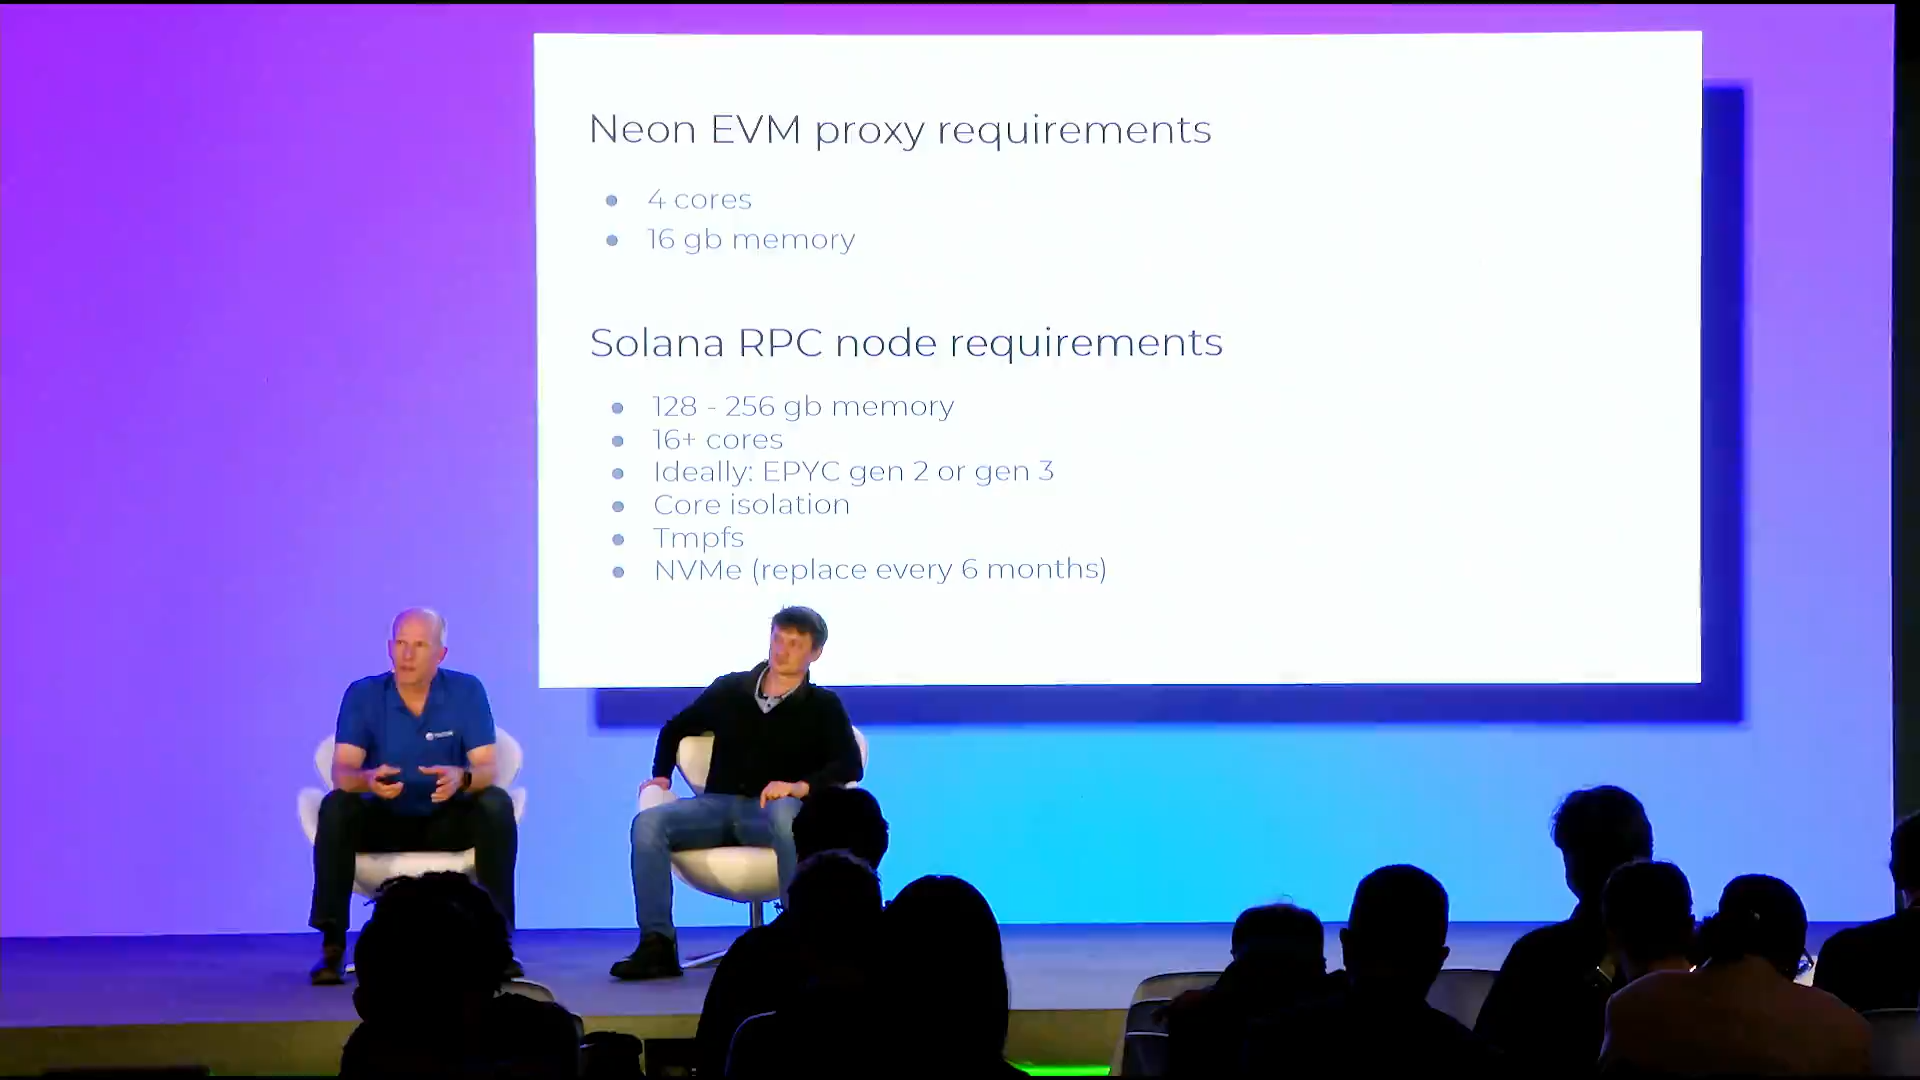 Neon EVM proxy requirements
4 cores
16 gb memory
Solana RPC node requirements
128 - 256 gb memory
16+ cores
Ideally: EPYC gen 2 or gen 3
Core isolation
Tmpfs
NVMe (replace every 6 months)